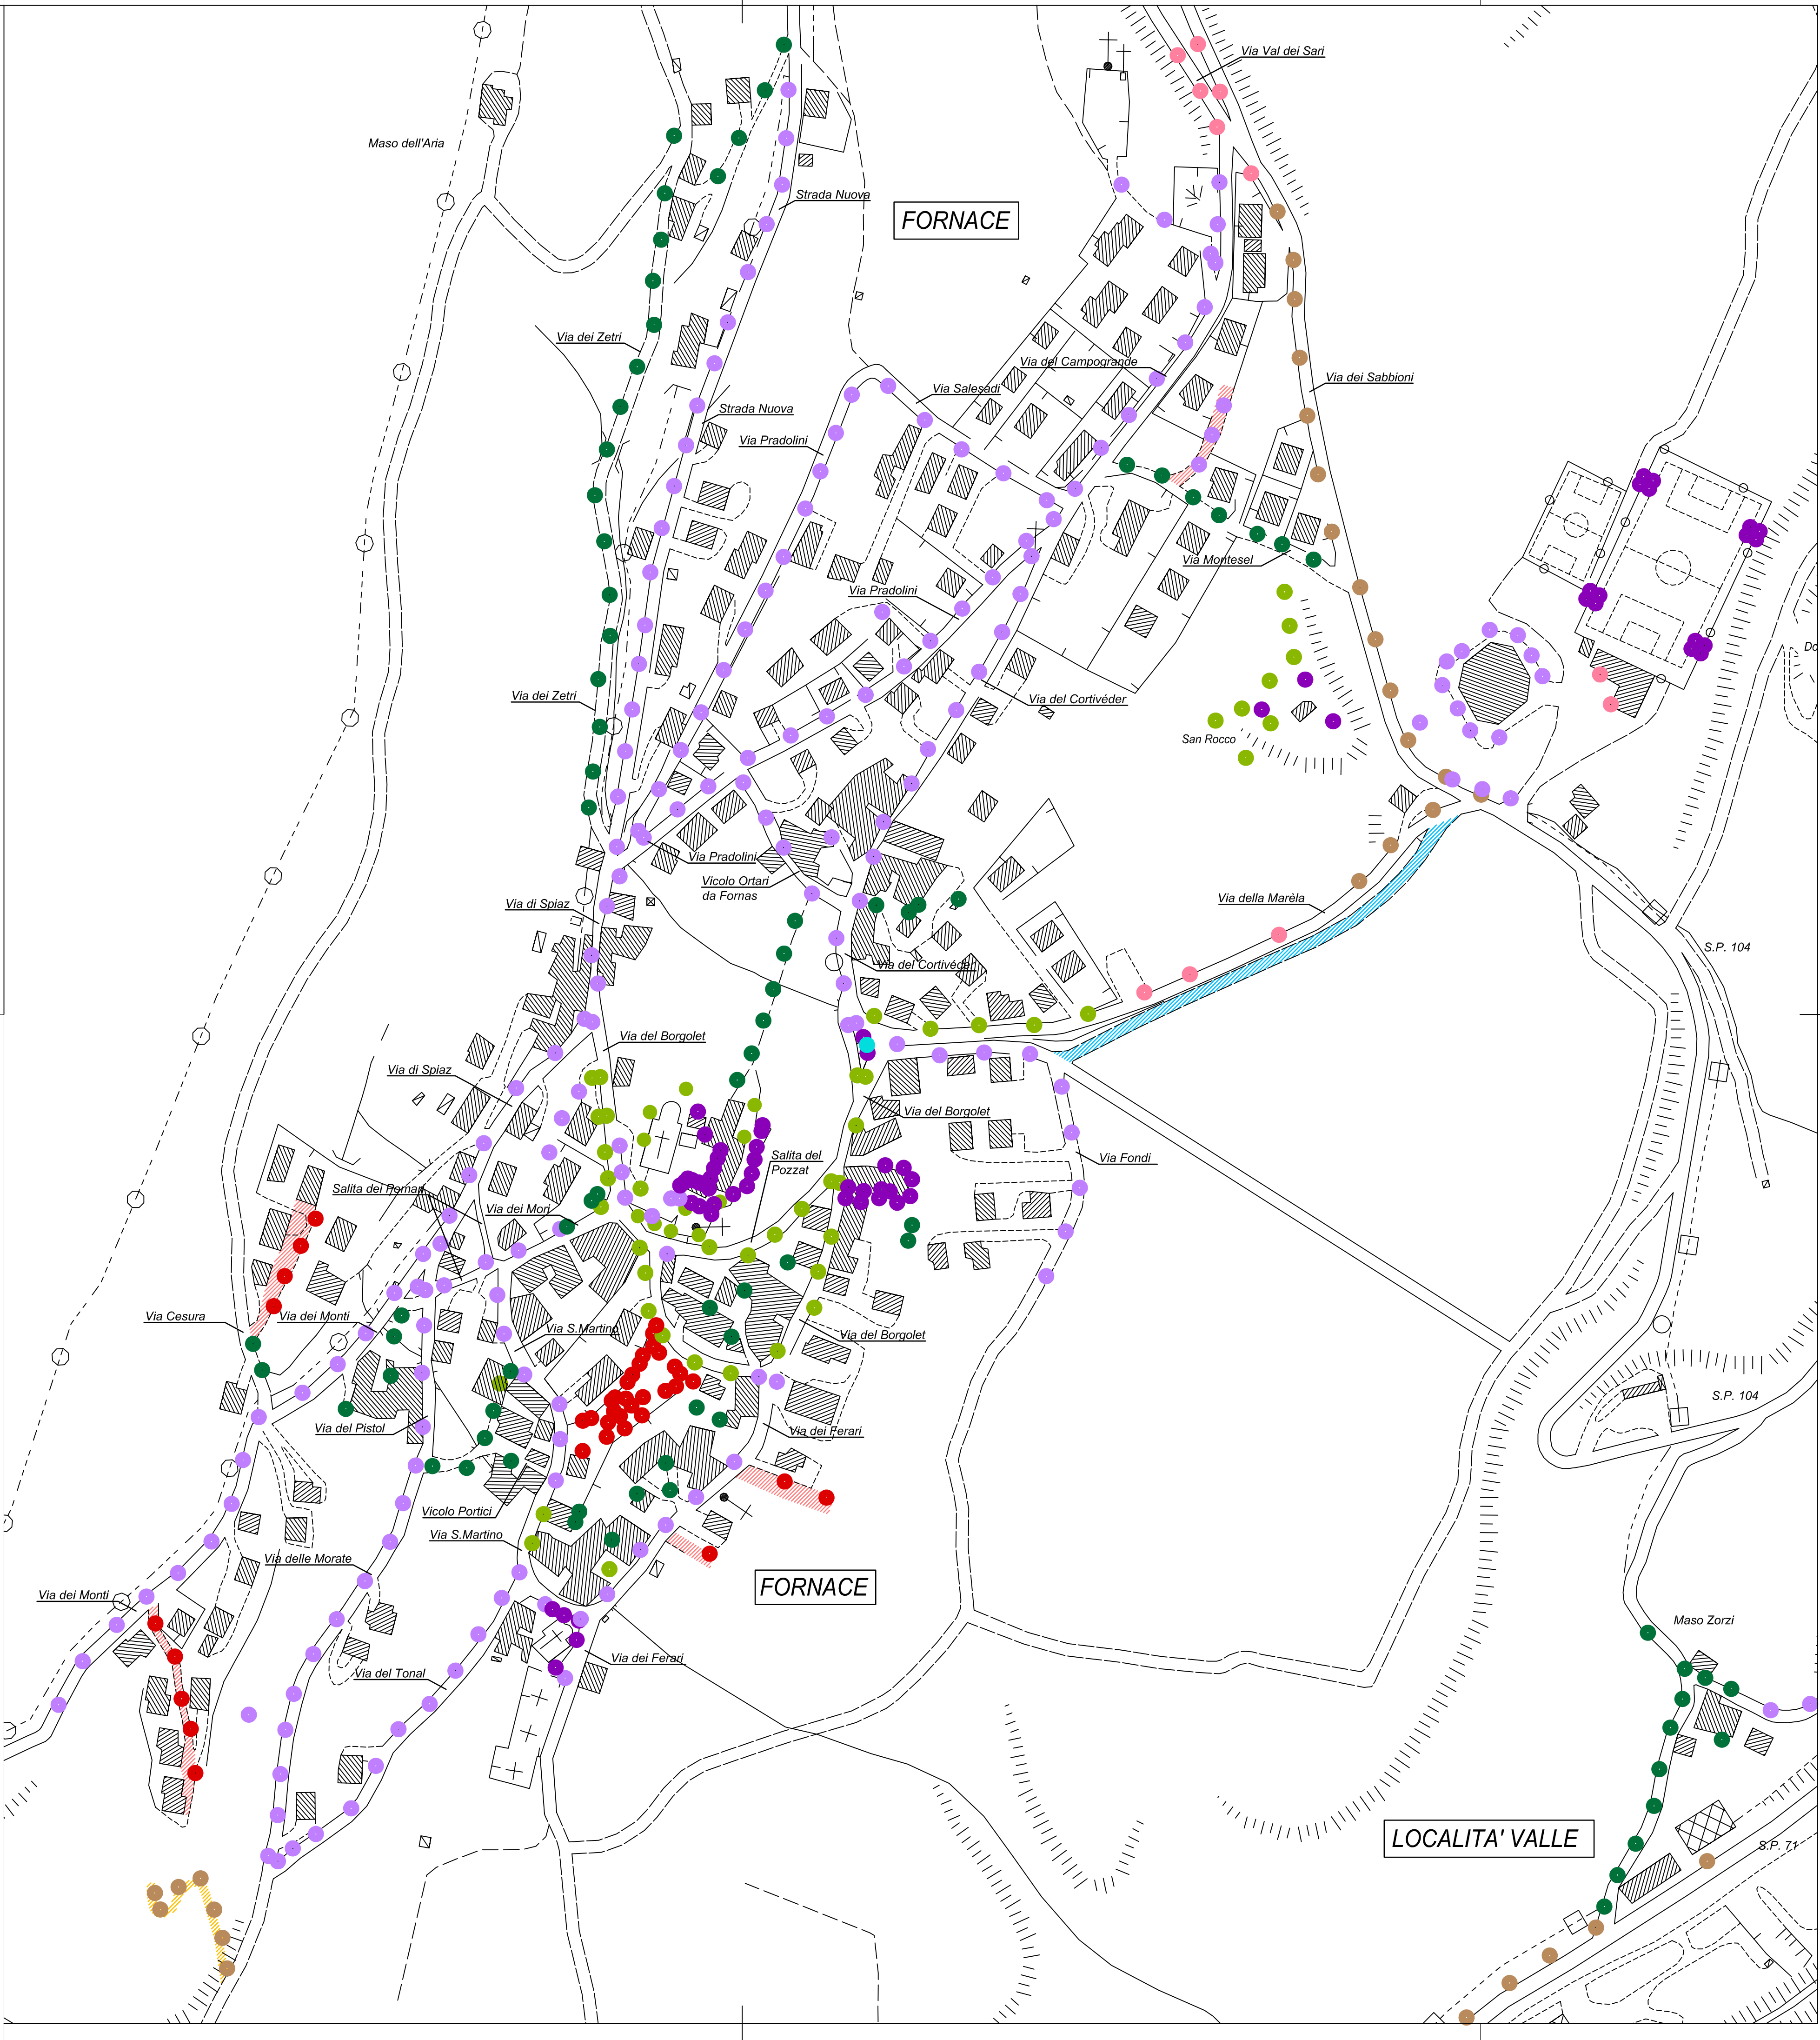 Via Val dei Sari
Maso dell'Aria
Strada Nuova
FORNACE
Via dei Zetri
Via del Campogrande
Via dei Sabbioni
Via Salesadi
Strada Nuova
Via Pradolini
Via Montesel
Via Pradolini
Do
Via dei Zetri
Via del Cortivéder
San Rocco
Via Pradolini
Vicolo Ortari
da Fornas
Via della Maréla
Via di Spiaz
S.P. 104
Via del Cortivéder
Via del Borgolet
Via di Spiaz
Via del Borgolet
Salita del
Pozzat
Via Fondi
Salita dei Pomari
Via dei Mori
Via Cesura
Via dei Monti
Via S.Martino
Via del Borgolet
S.P. 104
Via del Pistol
Via dei Ferari
Vicolo Portici
Via S.Martino
Via delle Morate
FORNACE
Via dei Monti
Maso Zorzi
Via dei Ferari
Via del Tonal
LOCALITA' VALLE
S.P. 71